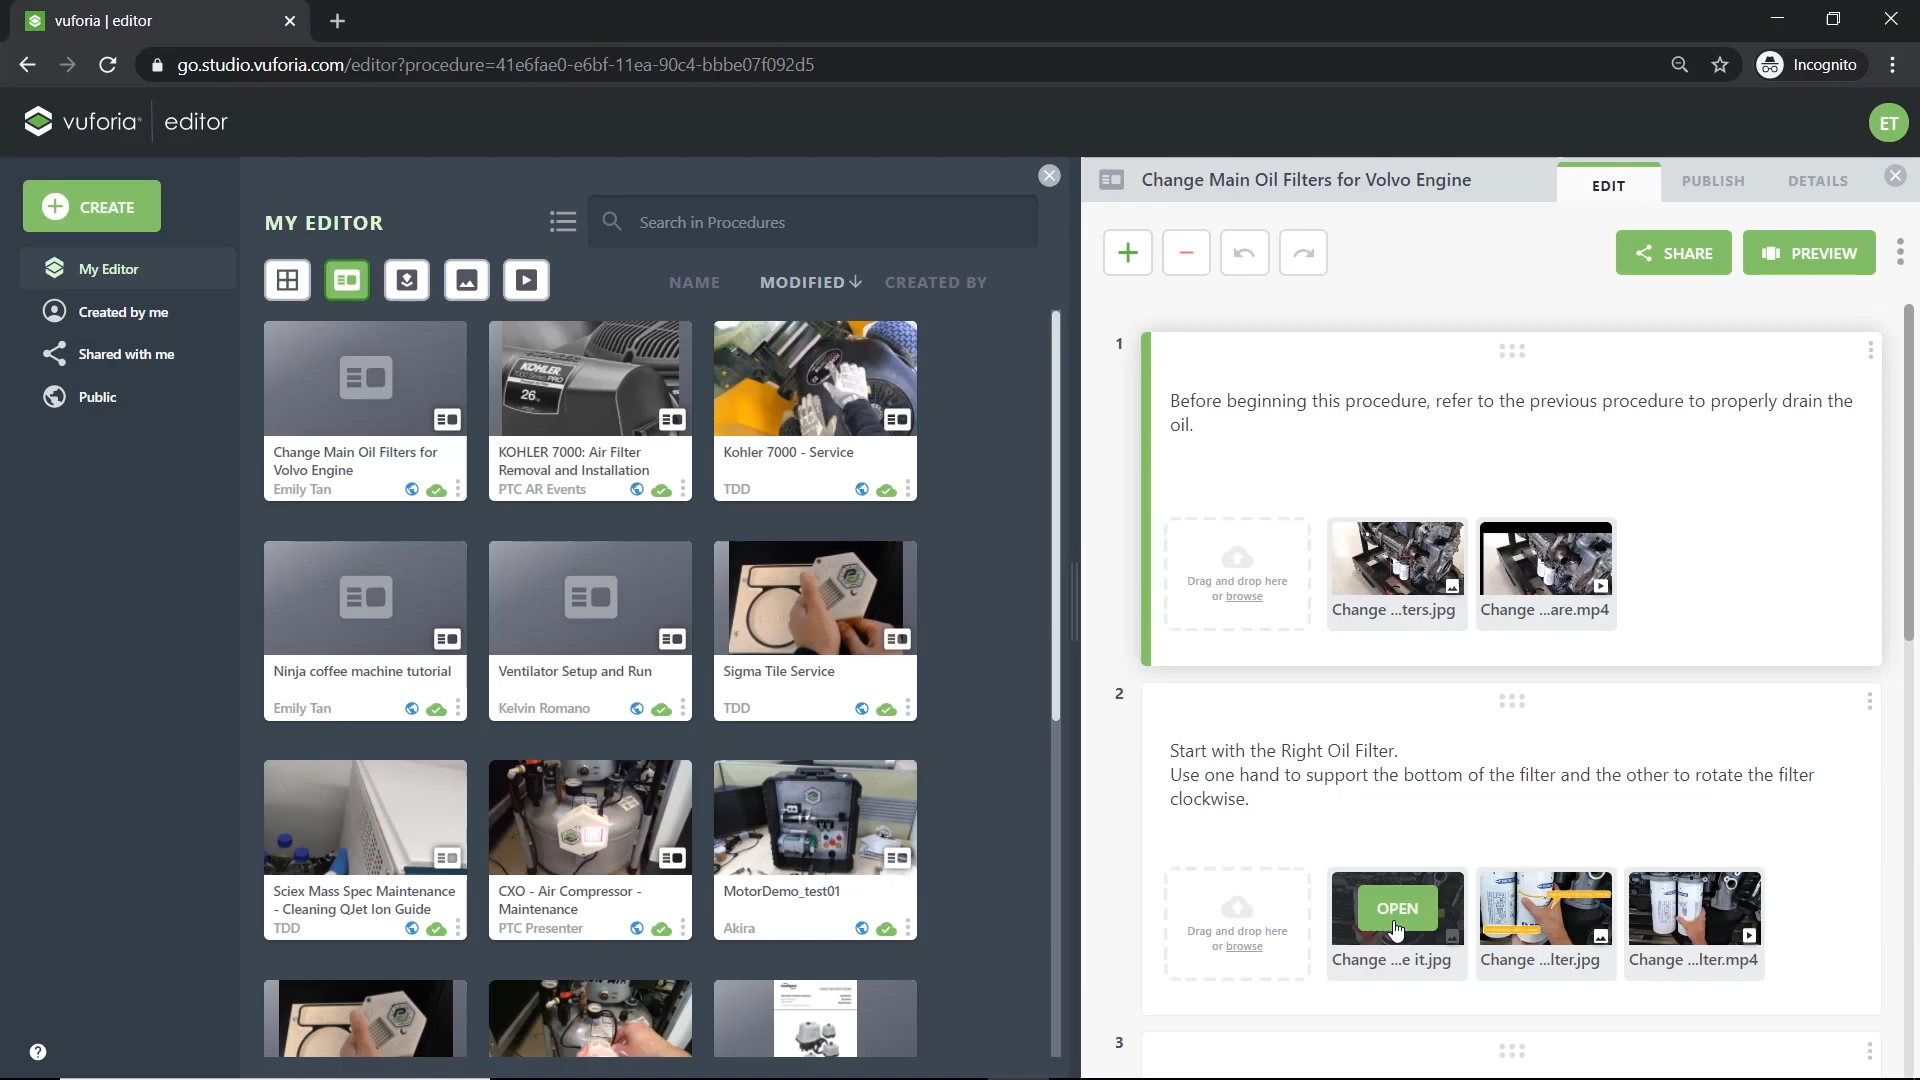 vuforia | editor
go.studio.vuforia.com/editor?procedure=41e6fae0-e6bf-11ea-90c4-bbbe07f092d5
Incognito
vuforia
editor
ET
CREATE
My Editor
Created by me
Shared with me
Public
MY EDITOR
Search in Procedures
NAME
MODIFIED
CREATED BY
Change Main Oil Filters for
Volvo Engine
Emily Tan
KOHLER
7000 Series PRO
26
KOHLER 7000: Air Filter
Removal and Installation
PTC AR Events
Kohler 7000 - Service
TDD
Ninja coffee machine tutorial
Emily Tan
Ventilator Setup and Run
Kelvin Romano
Sigma Tile Service
TDD
Sciex Mass Spec Maintenance
- Cleaning QJet Ion Guide
TDD
CXO - Air Compressor -
Maintenance
PTC Presenter
MotorDemo_test01
Akira
Change Main Oil Filters for Volvo Engine
EDIT
PUBLISH
DETAILS
SHARE
PREVIEW
1
Before beginning this procedure, refer to the previous procedure to properly drain the
oil.
Drag and drop here
or browse
Change ...ters.jpg
Change ...are.mp4
2
Start with the Right Oil Filter.
Use one hand to support the bottom of the filter and the other to rotate the filter
clockwise.
Drag and drop here
or browse
OPEN
Change ...e it.jpg
Change ...lter.jpg
Change ...lter.mp4
3